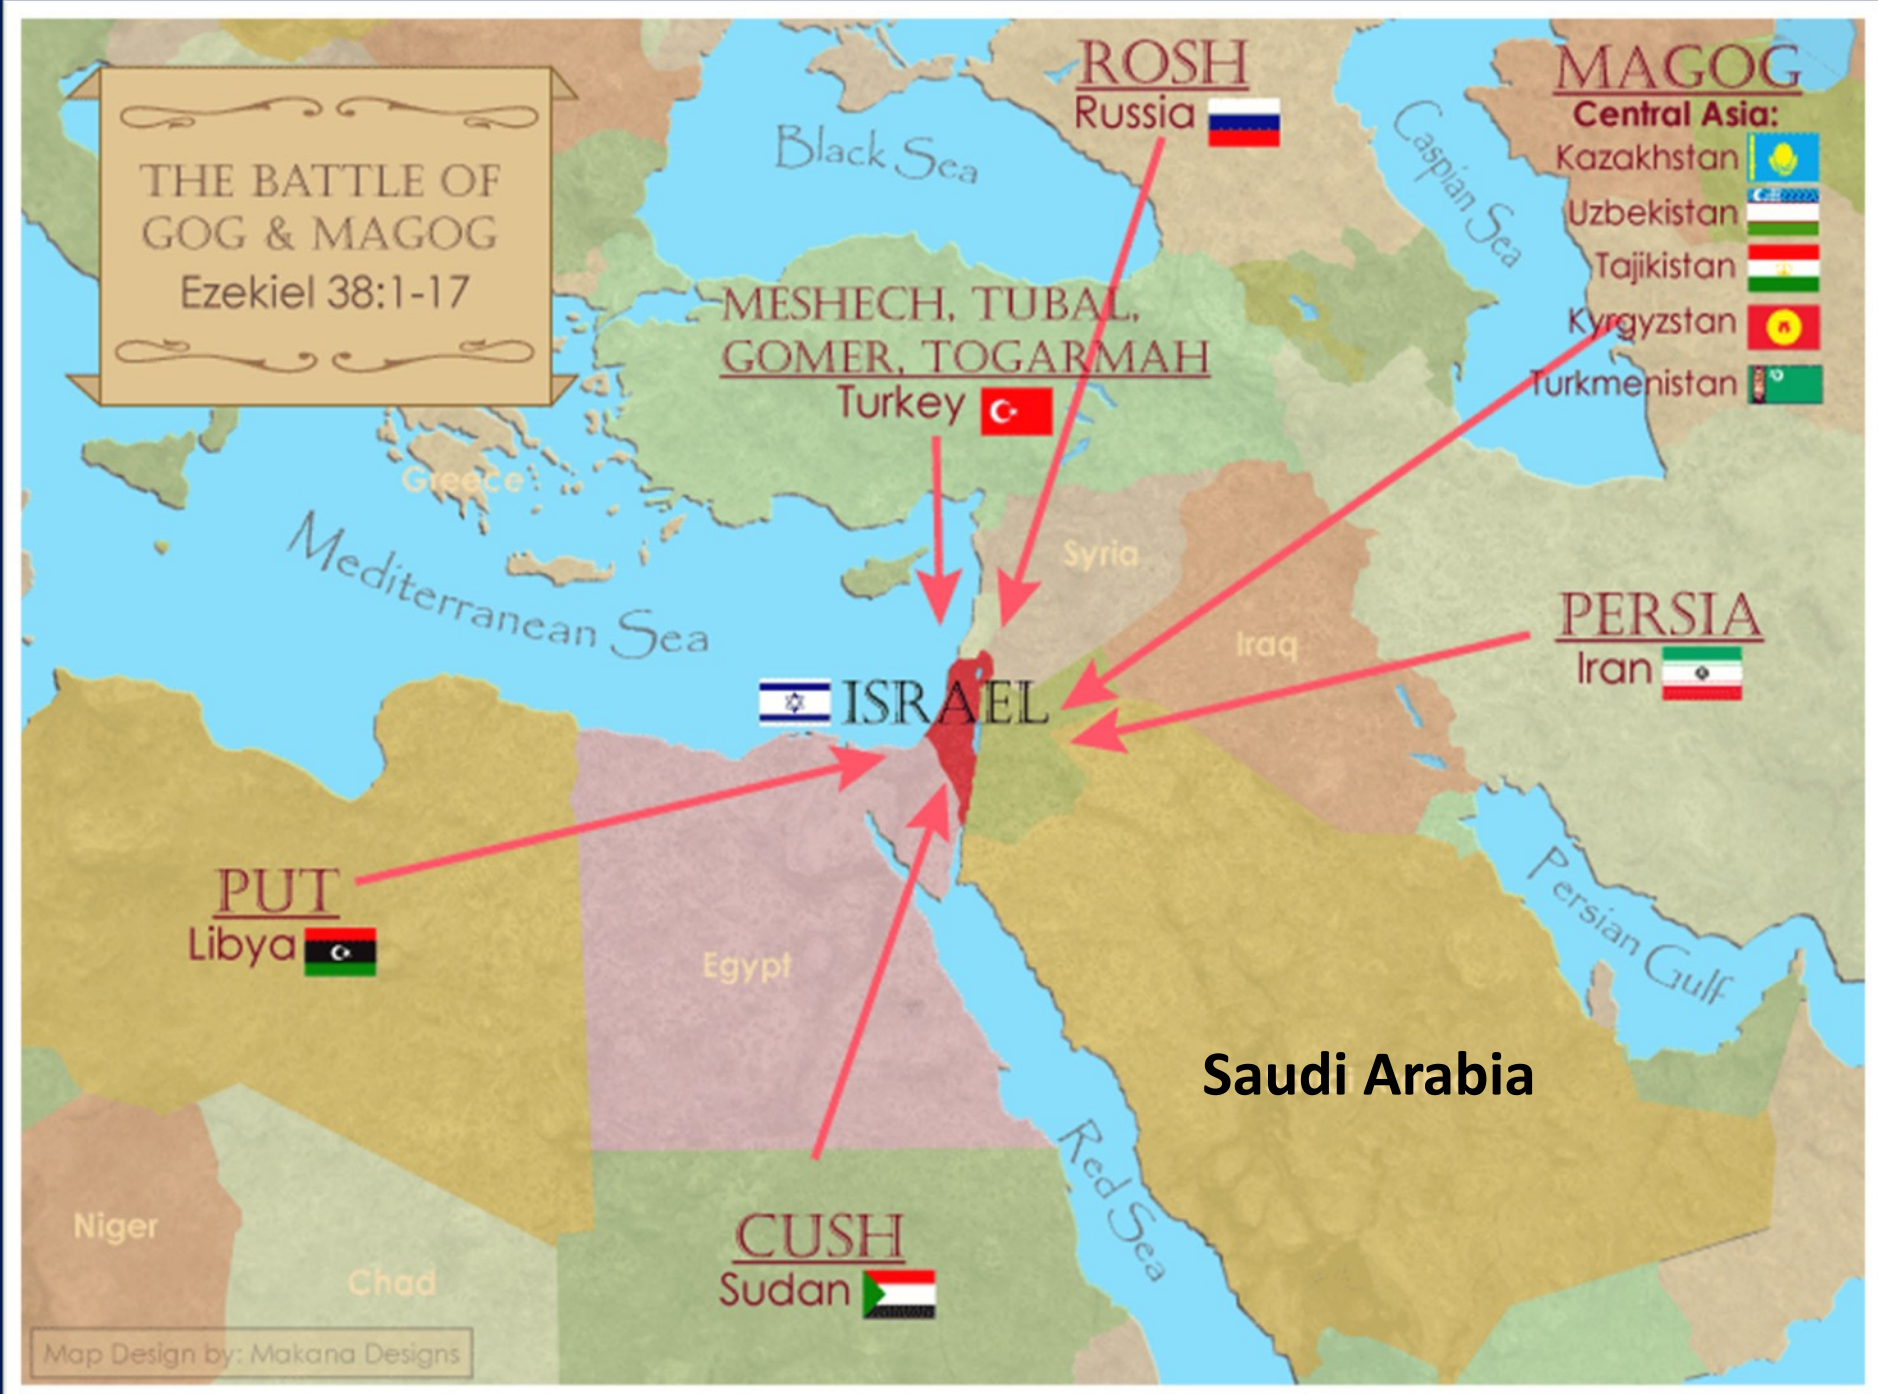 THE BATTLE OF
GOG & MAGOG
Ezekiel 38:1-17
Black Sea
ROSH
Russia
Caspian Sea
MAGOG
Central Asia:
Kazakhstan
Uzbekistan
Tajikistan
Kyrgyzstan
Turkmenistan
MESHECH, TUBAL,
GOMER, TOGARMAH
Turkey
Greece
Mediterranean Sea
Syria
Iraq
PERSIA
Iran
ISRAEL
PUT
Libya
Egypt
Persian Gulf
Saudi Arabia
Red Sea
Niger
Chad
CUSH
Sudan
Map Design by: Makana Designs